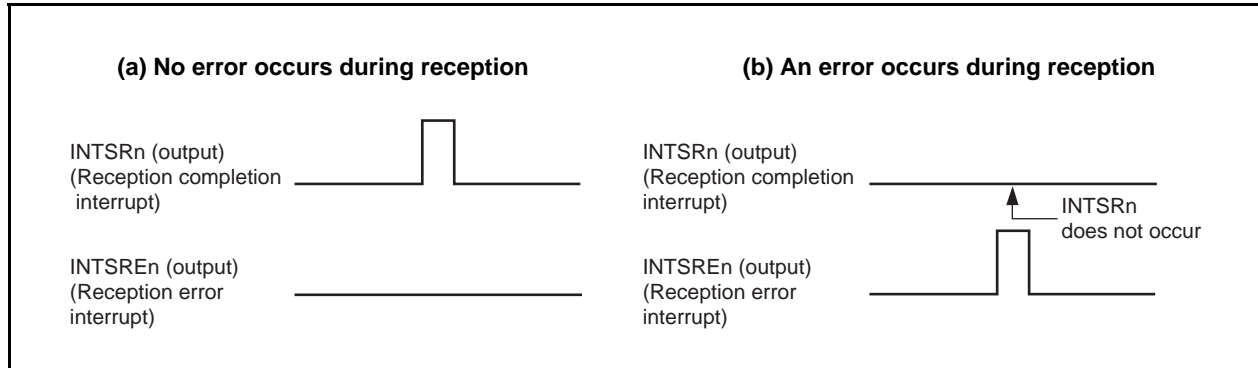 (a) No error occurs during reception
INTSRn (output)
(Reception completion
interrupt)
INTSREn (output)
(Reception error
interrupt)
(b) An error occurs during reception
INTSRn (output)
(Reception completion
interrupt)
INTSRn
does not occur
INTSREn (output)
(Reception error
interrupt)